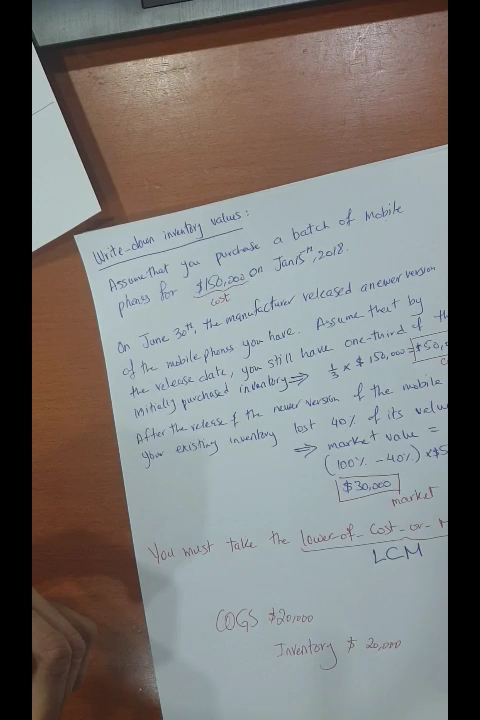 Write-down inventory values:
Assume that you purchase a batch of mobile
phones for $150,000 on Jan 15th, 2018.
cost
On June 30th, the manufacturer released a newer version
of the mobile phones you have. Assume that by
the release date, you still have one-third of th
initially purchased inventory ⇒ 1/3 × $150,000 = $50,
After the release of the newer version of the mobile
your existing inventory lost 40% of its valu
⇒ market value =
(100% - 40%) × $5
$30,000
market
You must take the lower-of-Cost-or-M
LCM
COGS $20,000
Inventory $ 20,000